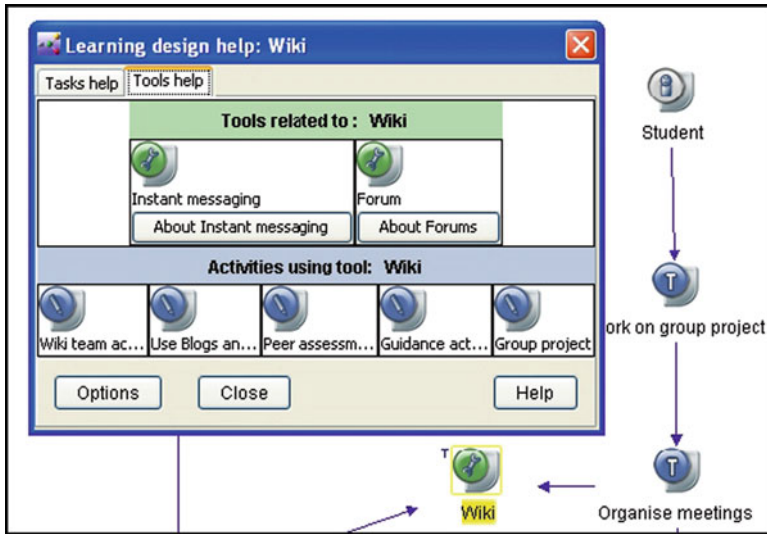 Learning design help: Wiki
Tasks help
Tools help
Tools related to : Wiki
Instant messaging
Forum
About Instant messaging
About Forums
Activities using tool: Wiki
Wiki team ac...
Use Blogs an...
Peer assessm...
Guidance act...
Group project
Options
Close
Help
Student
T
ork on group project
T
Organise meetings
T
Wiki